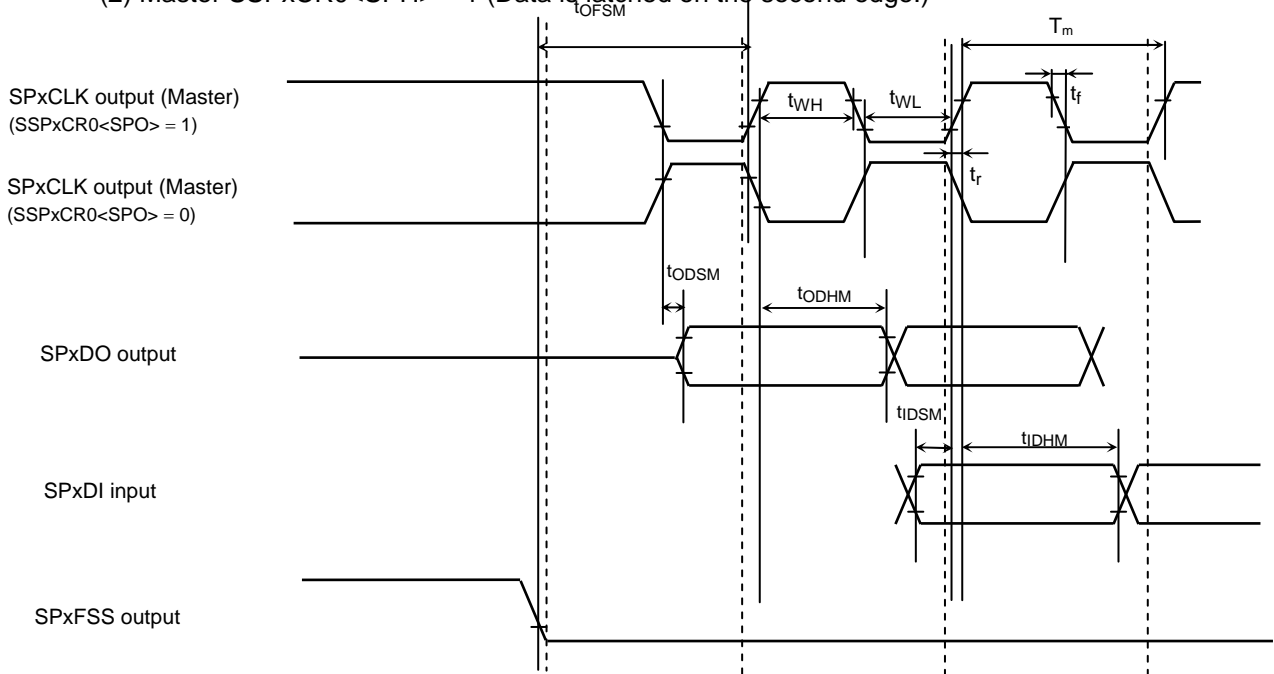 tOFSM
Tm
SPxCLK output (Master)
(SSPxCR0<SPO> = 1)
tWH
tWL
tf
SPxCLK output (Master)
(SSPxCR0<SPO> = 0)
tr
tODSM
tODHM
SPxDO output
tIDSM
tIDHM
SPxDI input
SPxFSS output